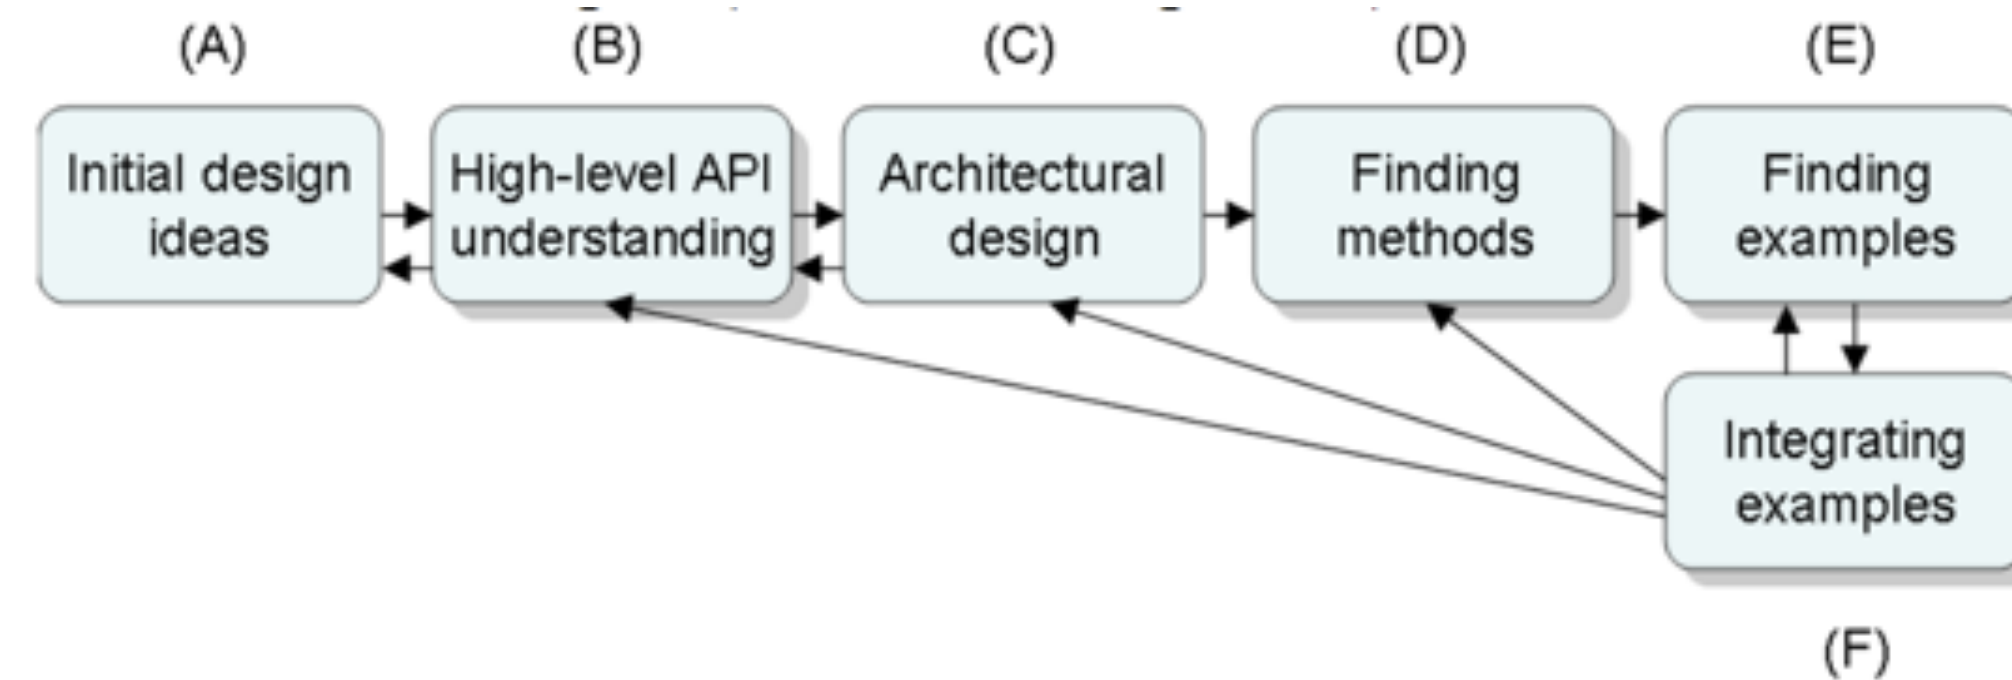 (A)
(B)
(C)
(D)
(E)
Initial design
ideas
High-level API
understanding
Architectural
design
Finding
methods
Finding
examples
Integrating
examples
(F)